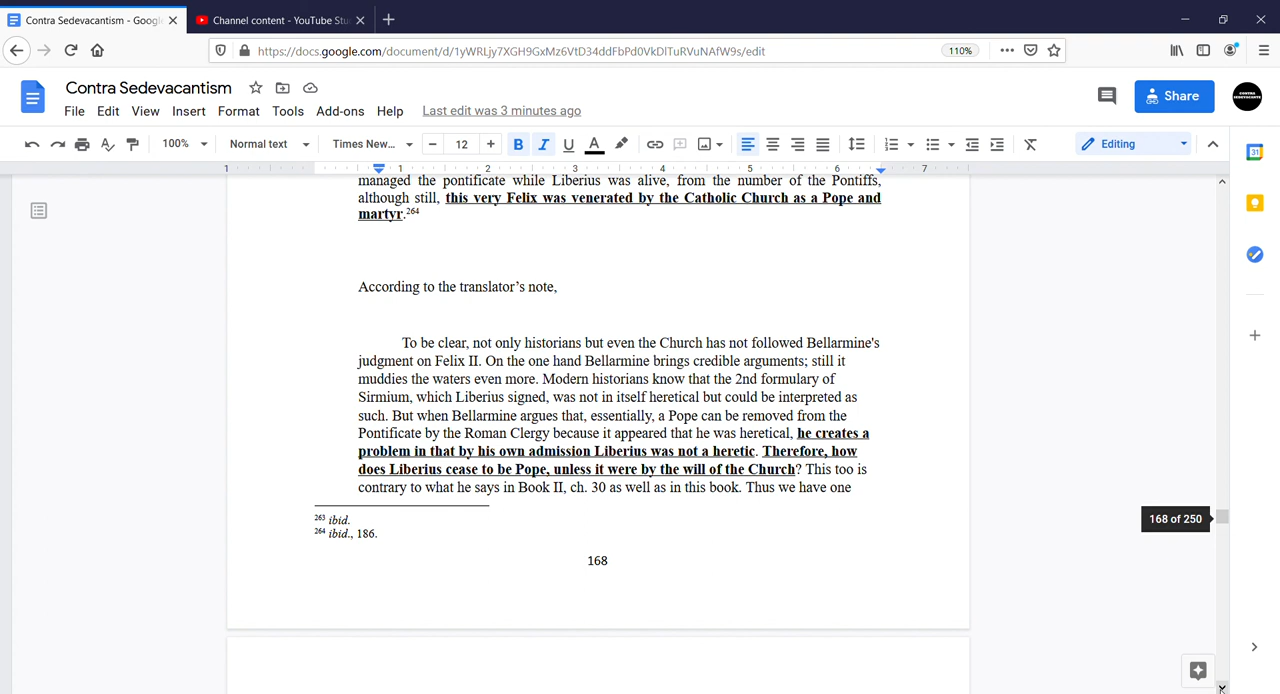 Contra Sedevacantism - Googl
Channel content - YouTube Stu
https://docs.google.com/document/d/1yWRLjy7XGH9GxMz6VtD34ddFbPd0VkDlTuRVuNAfW9s/edit
110%
Contra Sedevacantism
File Edit View Insert Format Tools Add-ons Help Last edit was 3 minutes ago
Share
100% Normal text Times New... 12 B I U A Editing
1 1 2 3 4 5 6 7
31
managed the pontificate while Liberius was alive, from the number of the Pontiffs,
although still, this very Felix was venerated by the Catholic Church as a Pope and
martyr.264
According to the translator’s note,
To be clear, not only historians but even the Church has not followed Bellarmine's
judgment on Felix II. On the one hand Bellarmine brings credible arguments; still it
muddies the waters even more. Modern historians know that the 2nd formulary of
Sirmium, which Liberius signed, was not in itself heretical but could be interpreted as
such. But when Bellarmine argues that, essentially, a Pope can be removed from the
Pontificate by the Roman Clergy because it appeared that he was heretical, he creates a
problem in that by his own admission Liberius was not a heretic. Therefore, how
does Liberius cease to be Pope, unless it were by the will of the Church? This too is
contrary to what he says in Book II, ch. 30 as well as in this book. Thus we have one
263 ibid.
264 ibid., 186.
168
168 of 250